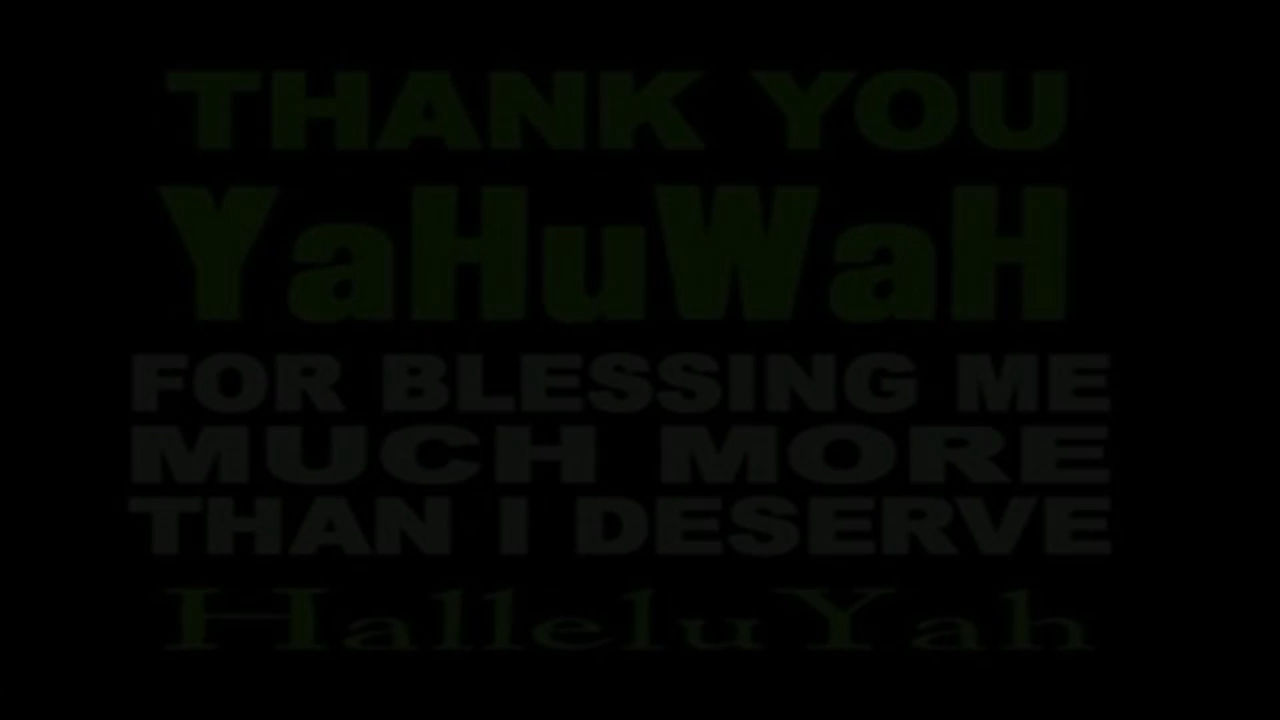 THANK YOU
YaHuWaH
FOR BLESSING ME
MUCH MORE
THAN I DESERVE
HalleluYah